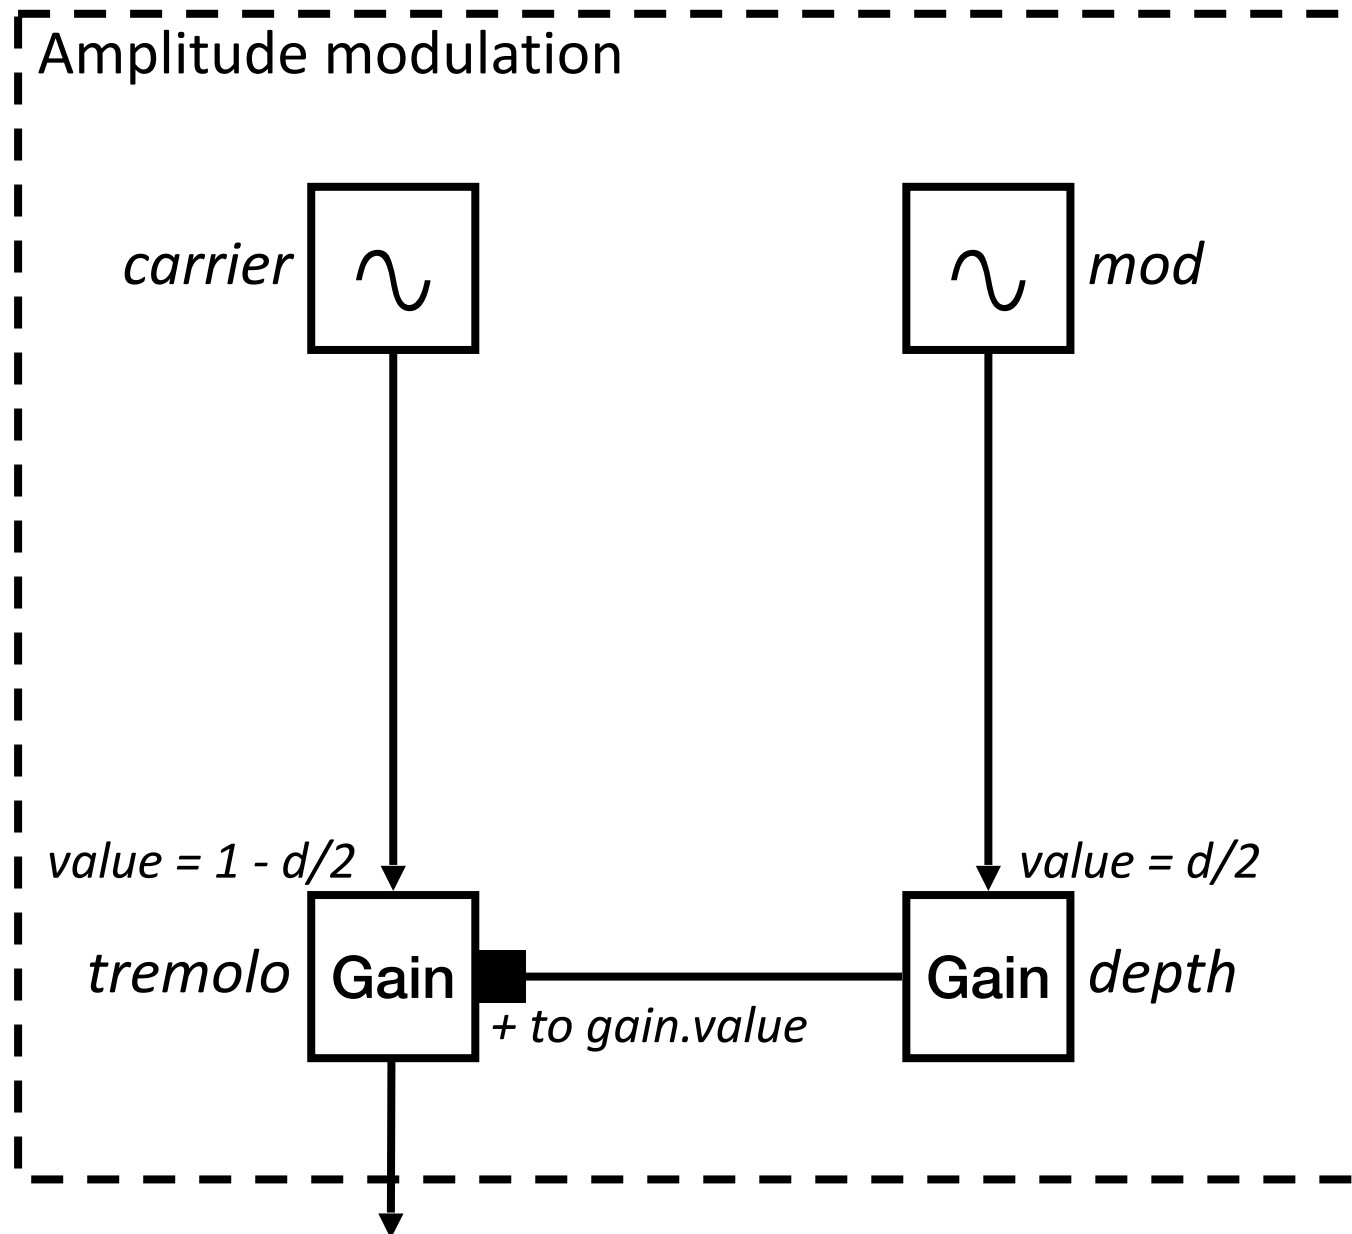 Amplitude modulation
carrier
mod
value = 1 - d/2
value = d/2
tremolo
Gain
Gain
depth
+ to gain.value